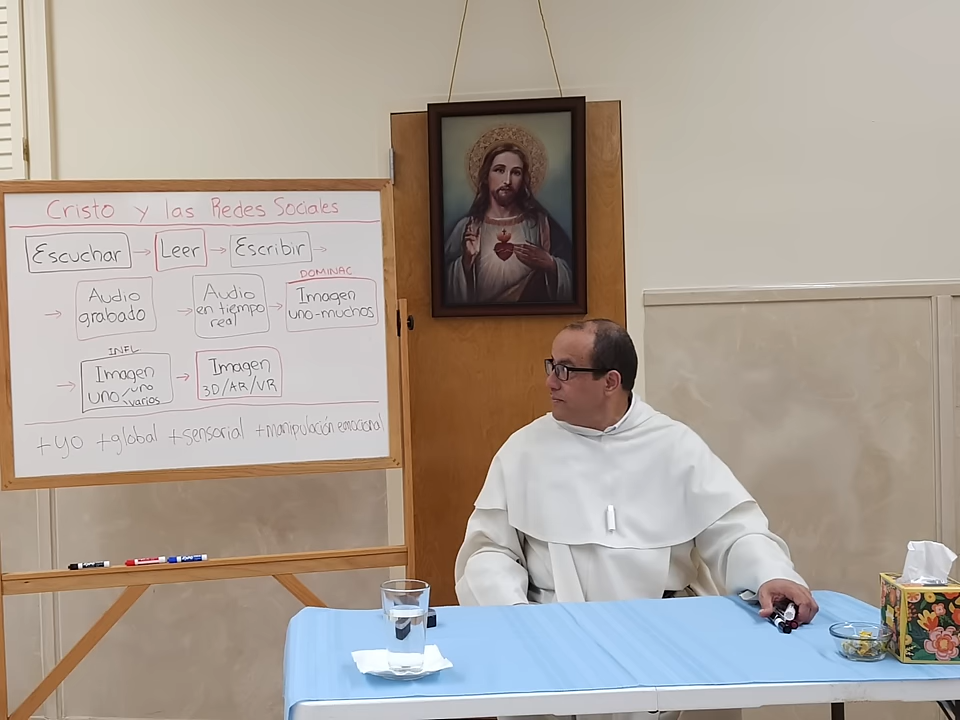 Cristo y las Redes Sociales
Escuchar → Leer → Escribir →
DOMINAC
→ Audio grabado → Audio en tiempo real → Imagen uno-muchos
INFL
→ Imagen uno uno varios → Imagen 3D/AR/VR
+yo +global +sensorial +manipulación emocional